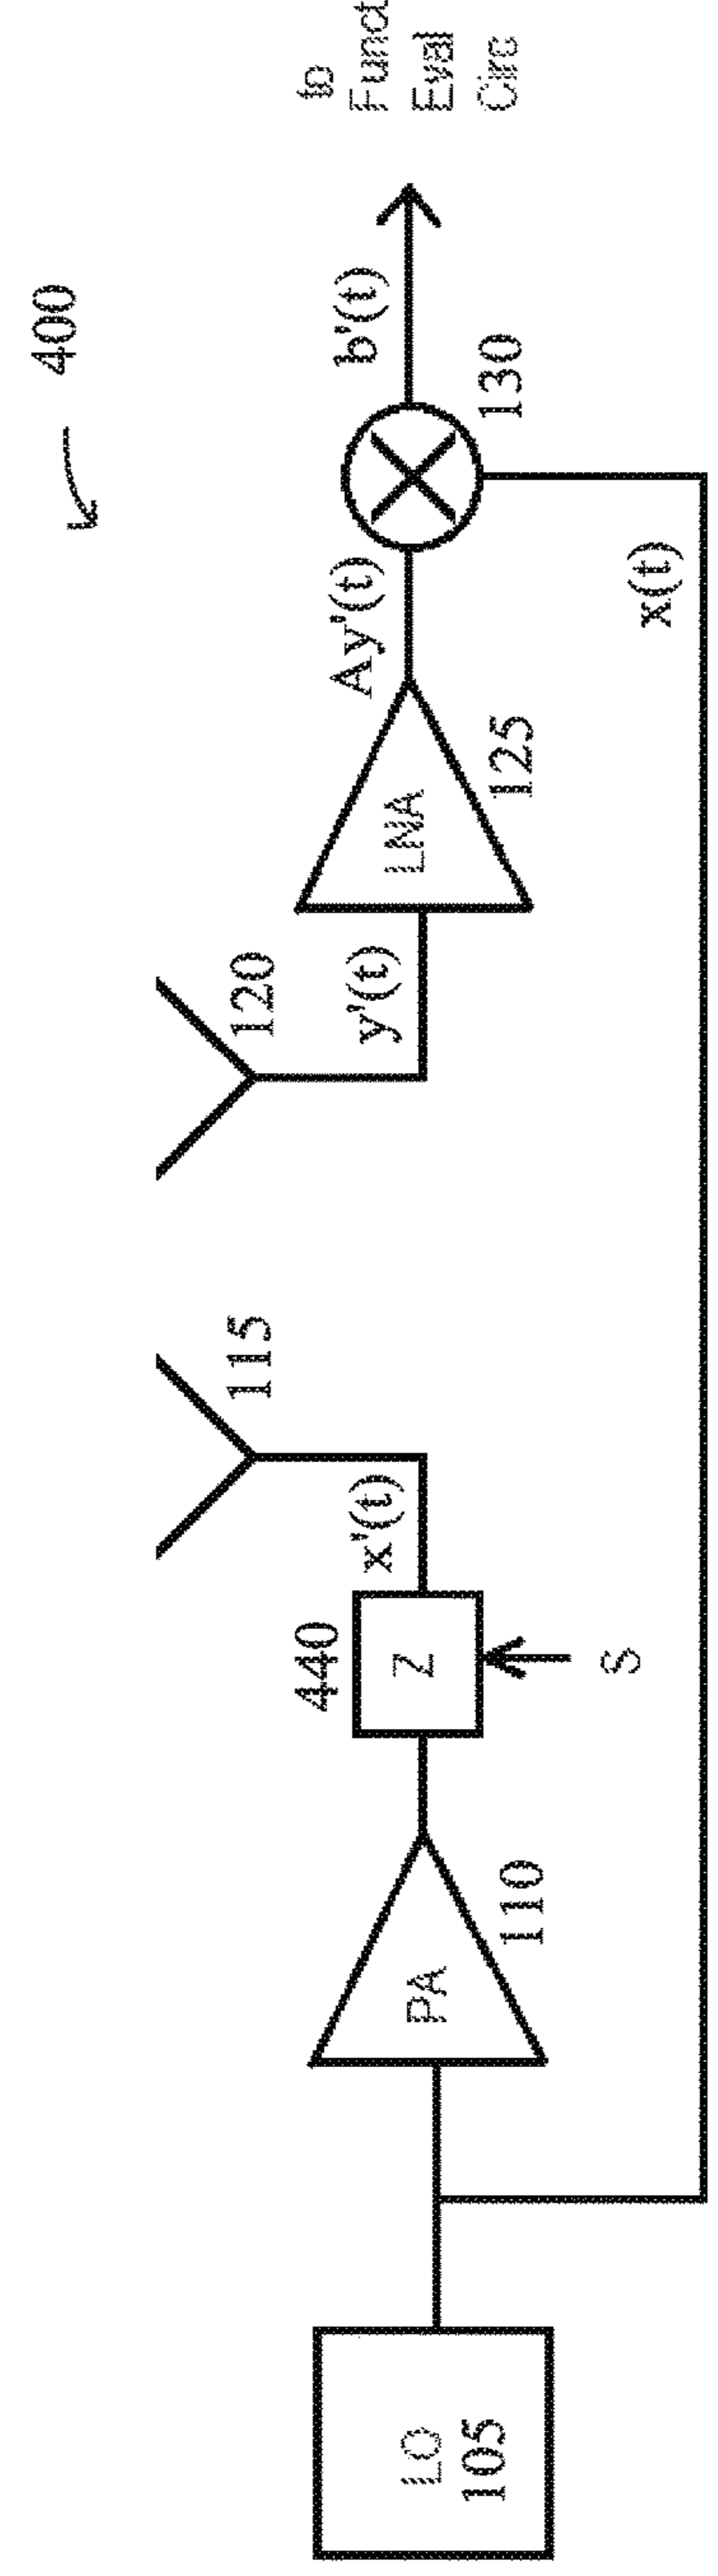 400
to
Funct
Eval
Circ
LO
105
PA
110
440
Z
S
x'(t)
115
120
y'(t)
LNA
125
Ay'(t)
130
b'(t)
x(t)